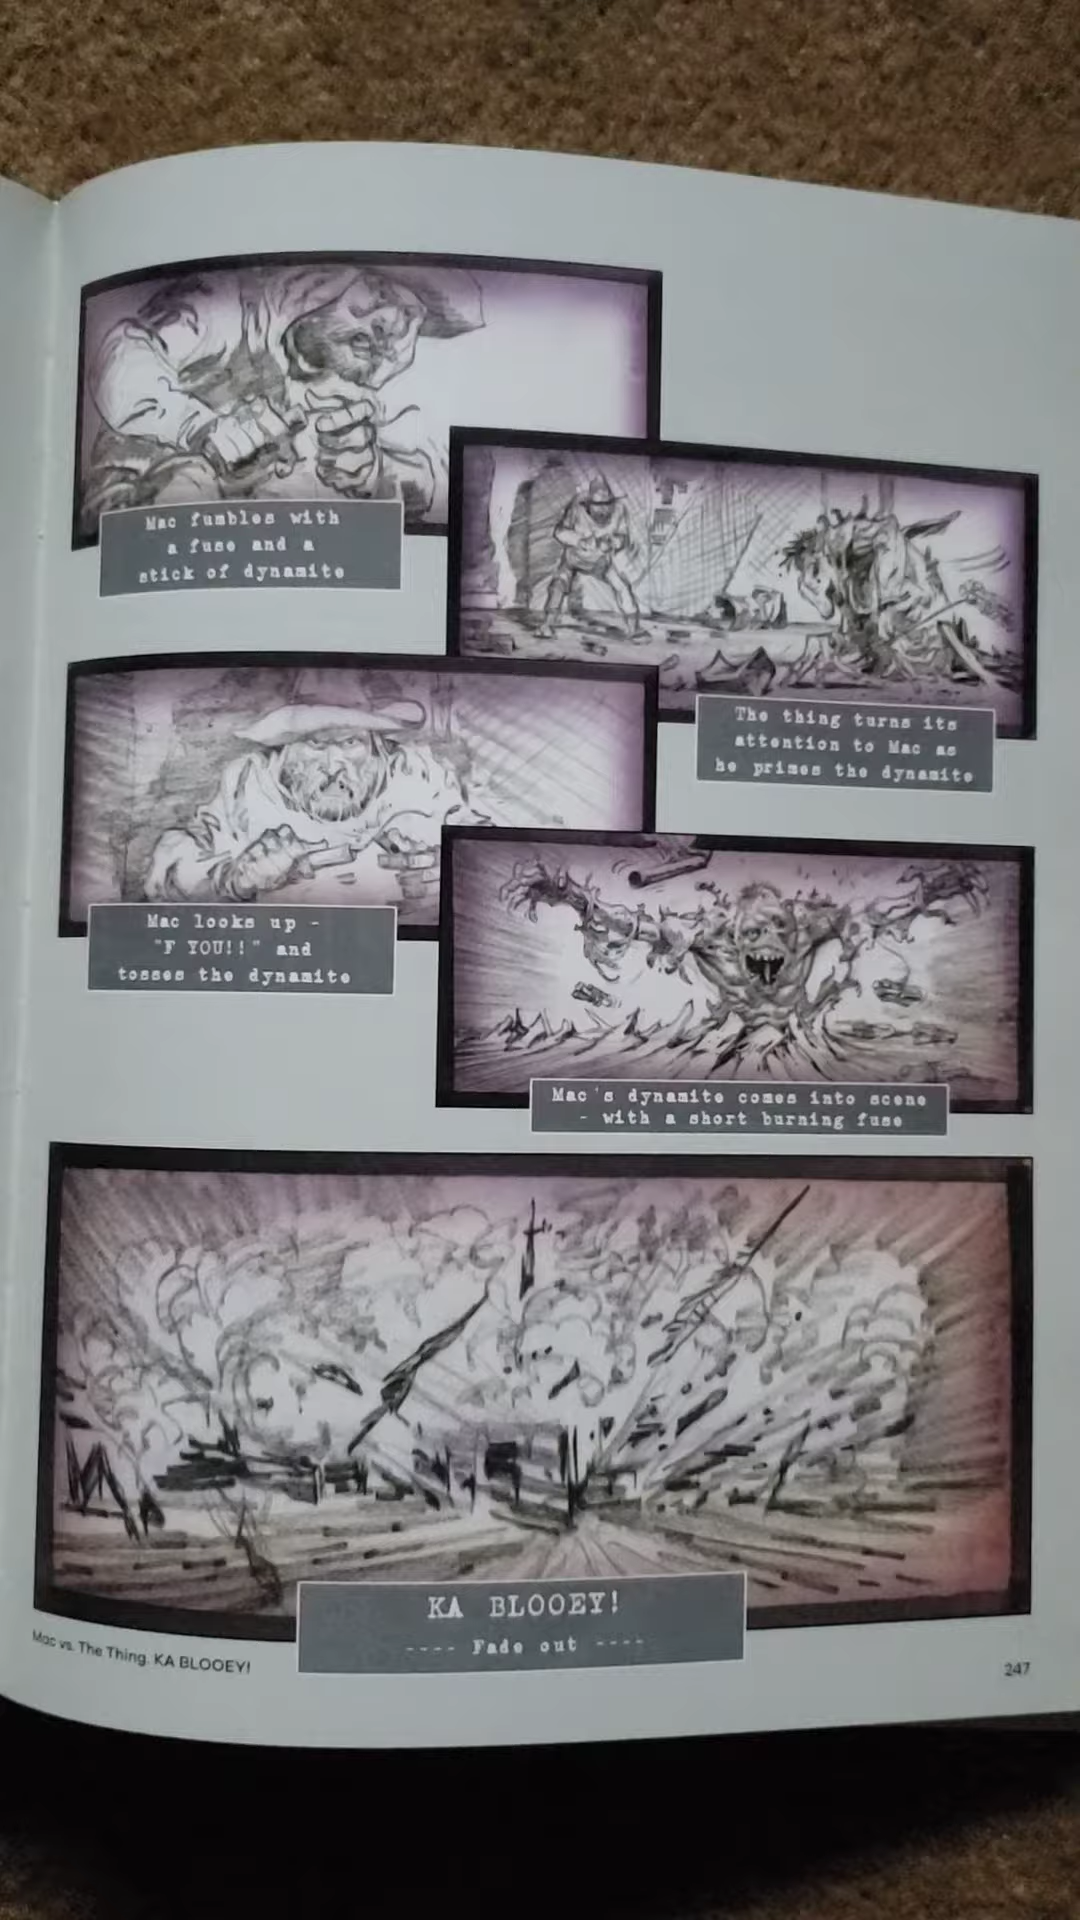 Mac fumbles with
a fuse and a
stick of dynamite
The thing turns its
attention to Mac as
he primes the dynamite
Mac looks up -
"F YOU!!" and
tosses the dynamite
Mac's dynamite comes into scene
- with a short burning fuse
KA BLOOEY!
---- Fade out ----
Mac vs. The Thing. KA BLOOEY!
247